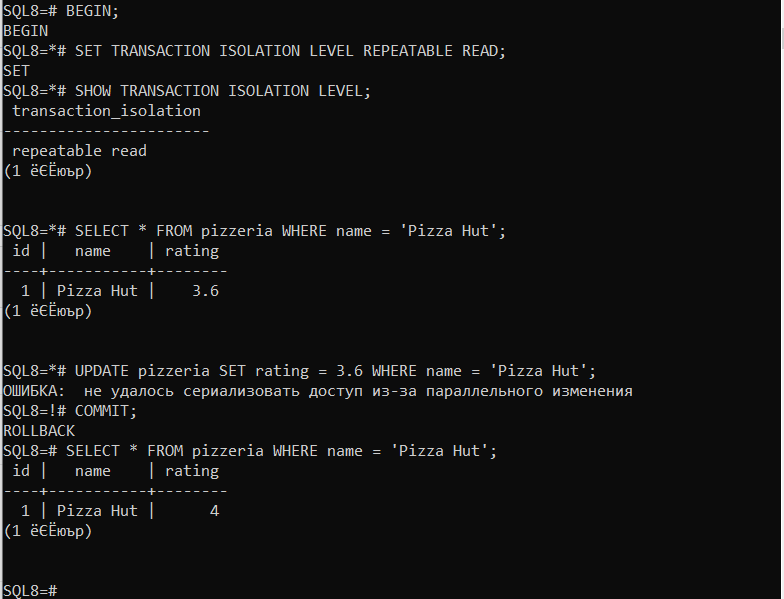 SQL8=# BEGIN;
BEGIN
SQL8=*# SET TRANSACTION ISOLATION LEVEL REPEATABLE READ;
SET
SQL8=*# SHOW TRANSACTION ISOLATION LEVEL;
 transaction_isolation
-----------------------
 repeatable read
(1 ёЄЁюър)
SQL8=*# SELECT * FROM pizzeria WHERE name = 'Pizza Hut';
 id |   name    | rating
----+-----------+--------
  1 | Pizza Hut |    3.6
(1 ёЄЁюър)
SQL8=*# UPDATE pizzeria SET rating = 3.6 WHERE name = 'Pizza Hut';
ОШИБКА:  не удалось сериализовать доступ из-за параллельного изменения
SQL8=!# COMMIT;
ROLLBACK
SQL8=# SELECT * FROM pizzeria WHERE name = 'Pizza Hut';
 id |   name    | rating
----+-----------+--------
  1 | Pizza Hut |      4
(1 ёЄЁюър)
SQL8=#